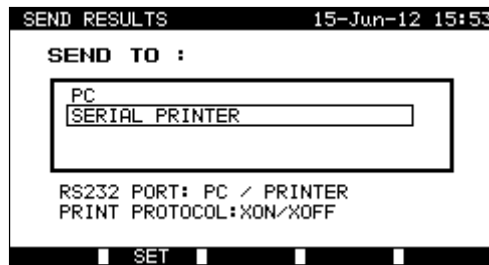 SEND RESULTS 15-Jun-12 15:53
SEND TO :
PC
SERIAL PRINTER
RS232 PORT: PC / PRINTER
PRINT PROTOCOL:XON/XOFF
SET